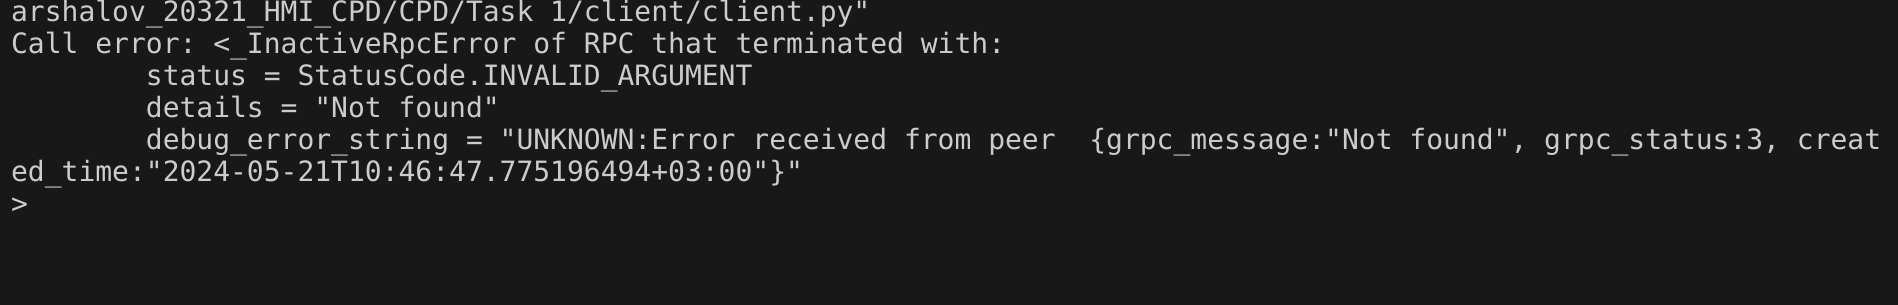 arshalov_20321_HMI_CPD/CPD/Task 1/client/client.py"
Call error: <_InactiveRpcError of RPC that terminated with:
        status = StatusCode.INVALID_ARGUMENT
        details = "Not found"
        debug_error_string = "UNKNOWN:Error received from peer  {grpc_message:"Not found", grpc_status:3, creat
ed_time:"2024-05-21T10:46:47.775196494+03:00"}"
>